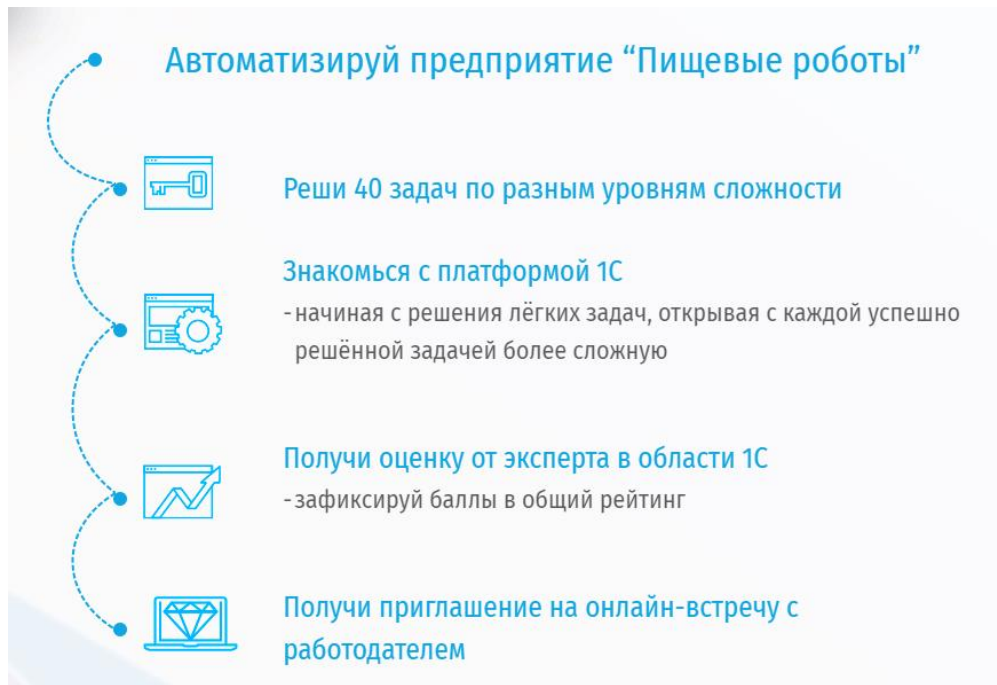 Автоматизируй предприятие “Пищевые роботы”
Реши 40 задач по разным уровням сложности
Знакомься с платформой 1С
-начиная с решения лёгких задач, открывая с каждой успешно
решённой задачей более сложную
Получи оценку от эксперта в области 1С
-зафиксируй баллы в общий рейтинг
Получи приглашение на онлайн-встречу с
работодателем